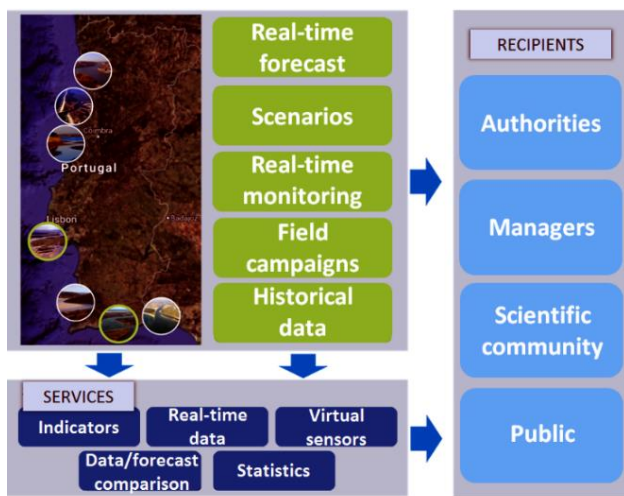 Coimbra
Portugal
Lisbon
Real-time
forecast
Scenarios
Real-time
monitoring
Field
campaigns
Historical
data
RECIPIENTS
Authorities
Managers
Scientific
community
Public
SERVICES
Indicators
Real-time
data
Virtual
sensors
Data/forecast
comparison
Statistics